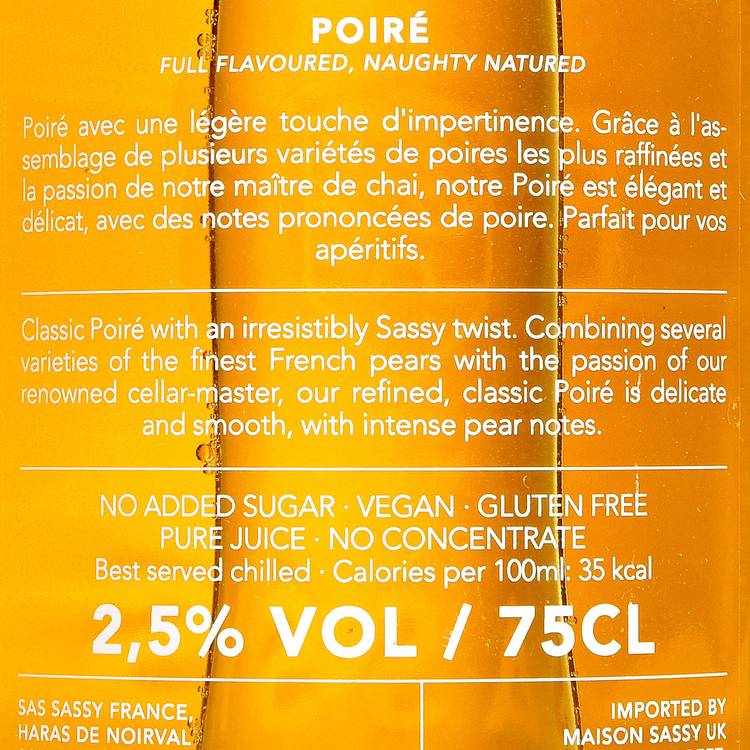 POIRÉ
FULL FLAVOURED, NAUGHTY NATURED
Poiré avec une légère touche d'impertinence. Grâce à l'as-
semblage de plusieurs variétés de poires les plus raffinées et
la passion de notre maître de chai, notre Poiré est élégant et
délicat, avec des notes prononcées de poire. Parfait pour vos
apéritifs.
Classic Poiré with an irresistibly Sassy twist. Combining several
varieties of the finest French pears with the passion of our
renowned cellar-master, our refined, classic Poiré is delicate
and smooth, with intense pear notes.
NO ADDED SUGAR · VEGAN · GLUTEN FREE
PURE JUICE · NO CONCENTRATE
Best served chilled · Calories per 100ml: 35 kcal
2,5% VOL / 75CL
SAS SASSY FRANCE,
HARAS DE NOIRVAL
IMPORTED BY
MAISON SASSY UK